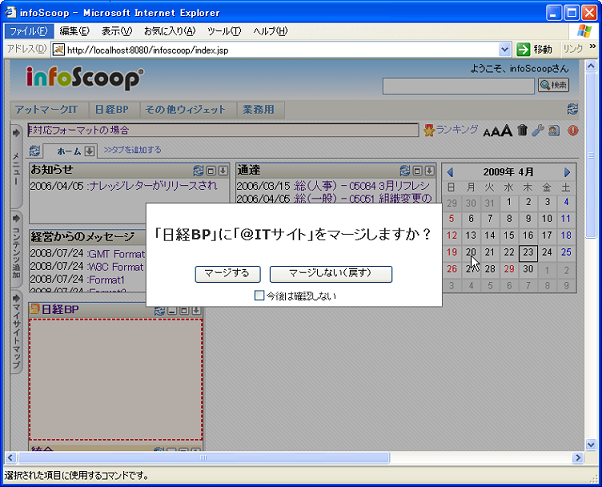 infoScoop - Microsoft Internet Explorer
ファイル(F) 編集(E) 表示(V) お気に入り(A) ツール(T) ヘルプ(H)
アドレス(D) http://localhost:8080/infoscoop/index.jsp 移動 リンク »
infoScoop
ようこそ、infoScoopさん
検索
アットマークIT 日経BP その他ウィジェット 業務用
対応フォーマットの場合
ランキング AAA
メニュー
コンテンツ追加
マイサイトマップ
ホーム >>タブを追加する
お知らせ
2006/04/05 :ナレッジレターがリリースされ
通達
2006/03/15 :総(人事) - 05084 3月リフレシ
2006/04/05 :総(一般) - 05051 組織変更の
経営からのメッセージ
2008/07/24 :GMT Format
2008/07/24 :W3C Format
2008/07/24 :Format1
日経BP
統合
2009年 4月
日 月 火 水 木 金 土
29 30 31 1 2 3 4
5 6 7 8 9 10 11
12 13 14 15 16 17 18
19 20 21 22 23 24 25
26 27 28 29 30 1 2
3 4 5 6 7 8 9
「日経BP」に「@ITサイト」をマージしますか？
マージする マージしない(戻す)
今後は確認しない
選択された項目に使用するコマンドです。